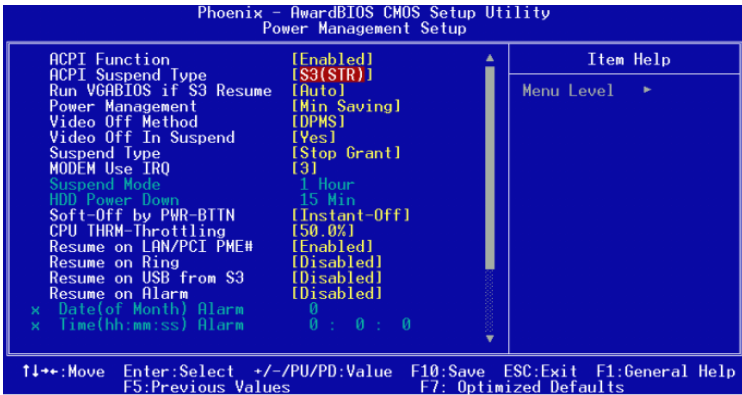 Phoenix - AwardBIOS CMOS Setup Utility
Power Management Setup
ACPI Function [Enabled]
ACPI Suspend Type [S3(STR)]
Run VGABIOS if S3 Resume [Auto]
Power Management [Min Saving]
Video Off Method [DPMS]
Video Off In Suspend [Yes]
Suspend Type [Stop Grant]
MODEM Use IRQ [3]
Suspend Mode 1 Hour
HDD Power Down 15 Min
Soft-Off by PWR-BTTN [Instant-Off]
CPU THRM-Throttling [50.0%]
Resume on LAN/PCI PME# [Enabled]
Resume on Ring [Disabled]
Resume on USB from S3 [Disabled]
Resume on Alarm [Disabled]
x Date(of Month) Alarm 0
x Time(hh:mm:ss) Alarm 0 : 0 : 0
Item Help
Menu Level ►
↑↓→←:Move Enter:Select +/-/PU/PD:Value F10:Save ESC:Exit F1:General Help
F5:Previous Values F7: Optimized Defaults